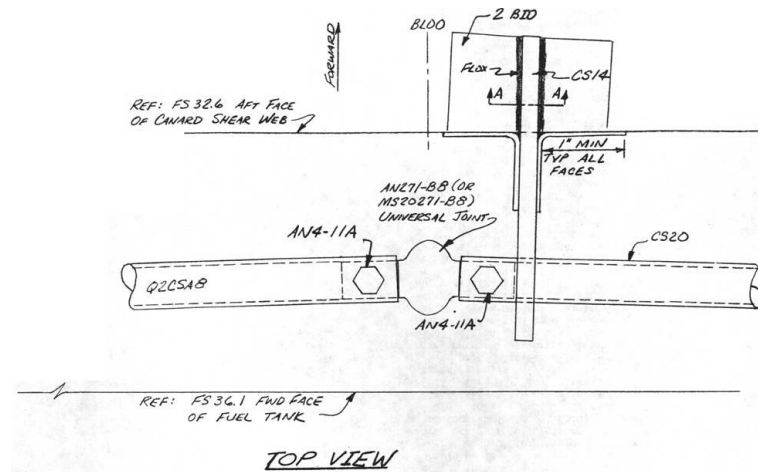 2 BID
BL00
FORWARD
FLOX
CS14
A
A
REF: FS 32.6 AFT FACE
OF CANARD SHEAR WEB
1" MIN
TYP ALL
FACES
AN271-B8 (OR
MS20271-B8)
UNIVERSAL JOINT
AN4-11A
CS20
Q2CSA8
AN4-11A
REF: FS 36.1 FWD FACE
OF FUEL TANK
TOP VIEW